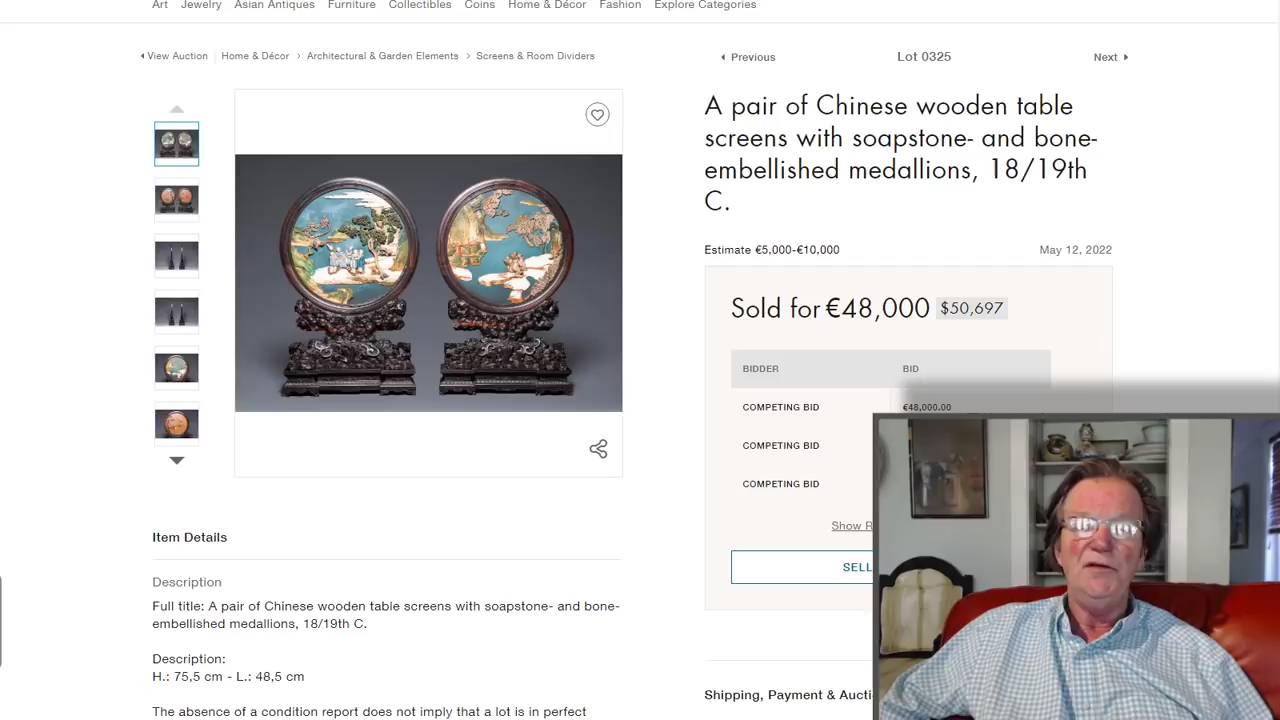 Art Jewelry Asian Antiques Furniture Collectibles Coins Home & Décor Fashion Explore Categories
View Auction Home & Décor > Architectural & Garden Elements > Screens & Room Dividers
Previous Lot 0325 Next
A pair of Chinese wooden table
screens with soapstone- and bone-
embellished medallions, 18/19th
C.
Estimate €5,000-€10,000 May 12, 2022
Sold for €48,000 $50,697
BIDDER BID
COMPETING BID €48,000.00
COMPETING BID
COMPETING BID
Show
SELL
Item Details
Description
Full title: A pair of Chinese wooden table screens with soapstone- and bone-
embellished medallions, 18/19th C.
Description:
H.: 75,5 cm - L.: 48,5 cm
The absence of a condition report does not imply that a lot is in perfect
Shipping, Payment &